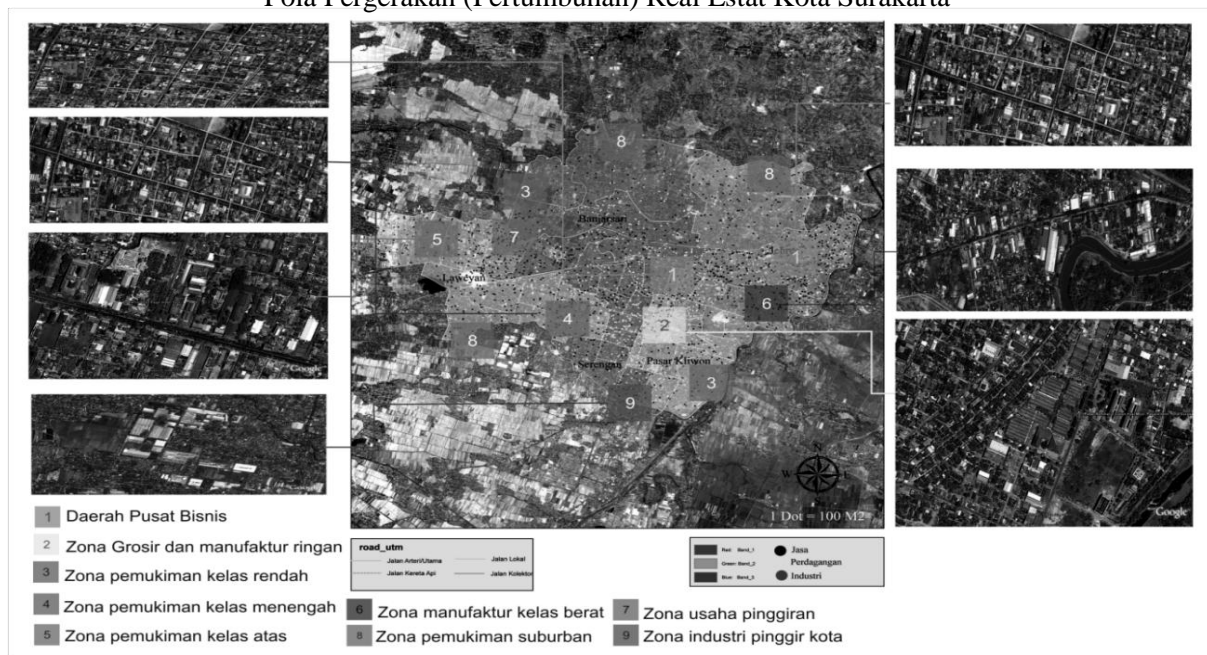 Pola Pergerakan (Pertumbuhan) Real Estat Kota Surakarta
8
8
3
Banjarsari
5
7
1
1
Laweyan
6
4
2
8
Serengan
Pasar Kliwon
3
9
N
W
E
1 Dot = 100 M2
Google
Google
Google
1 Daerah Pusat Bisnis
2 Zona Grosir dan manufaktur ringan
3 Zona pemukiman kelas rendah
4 Zona pemukiman kelas menengah
5 Zona pemukiman kelas atas
road_utm
Jalan Arteri/Utama
Jalan Lokal
Jalan Kereta Api
Jalan Kolektor
Red: Band_1
Green: Band_2
Blue: Band_3
Jasa
Perdagangan
Industri
6 Zona manufaktur kelas berat
7 Zona usaha pinggiran
8 Zona pemukiman suburban
9 Zona industri pinggir kota